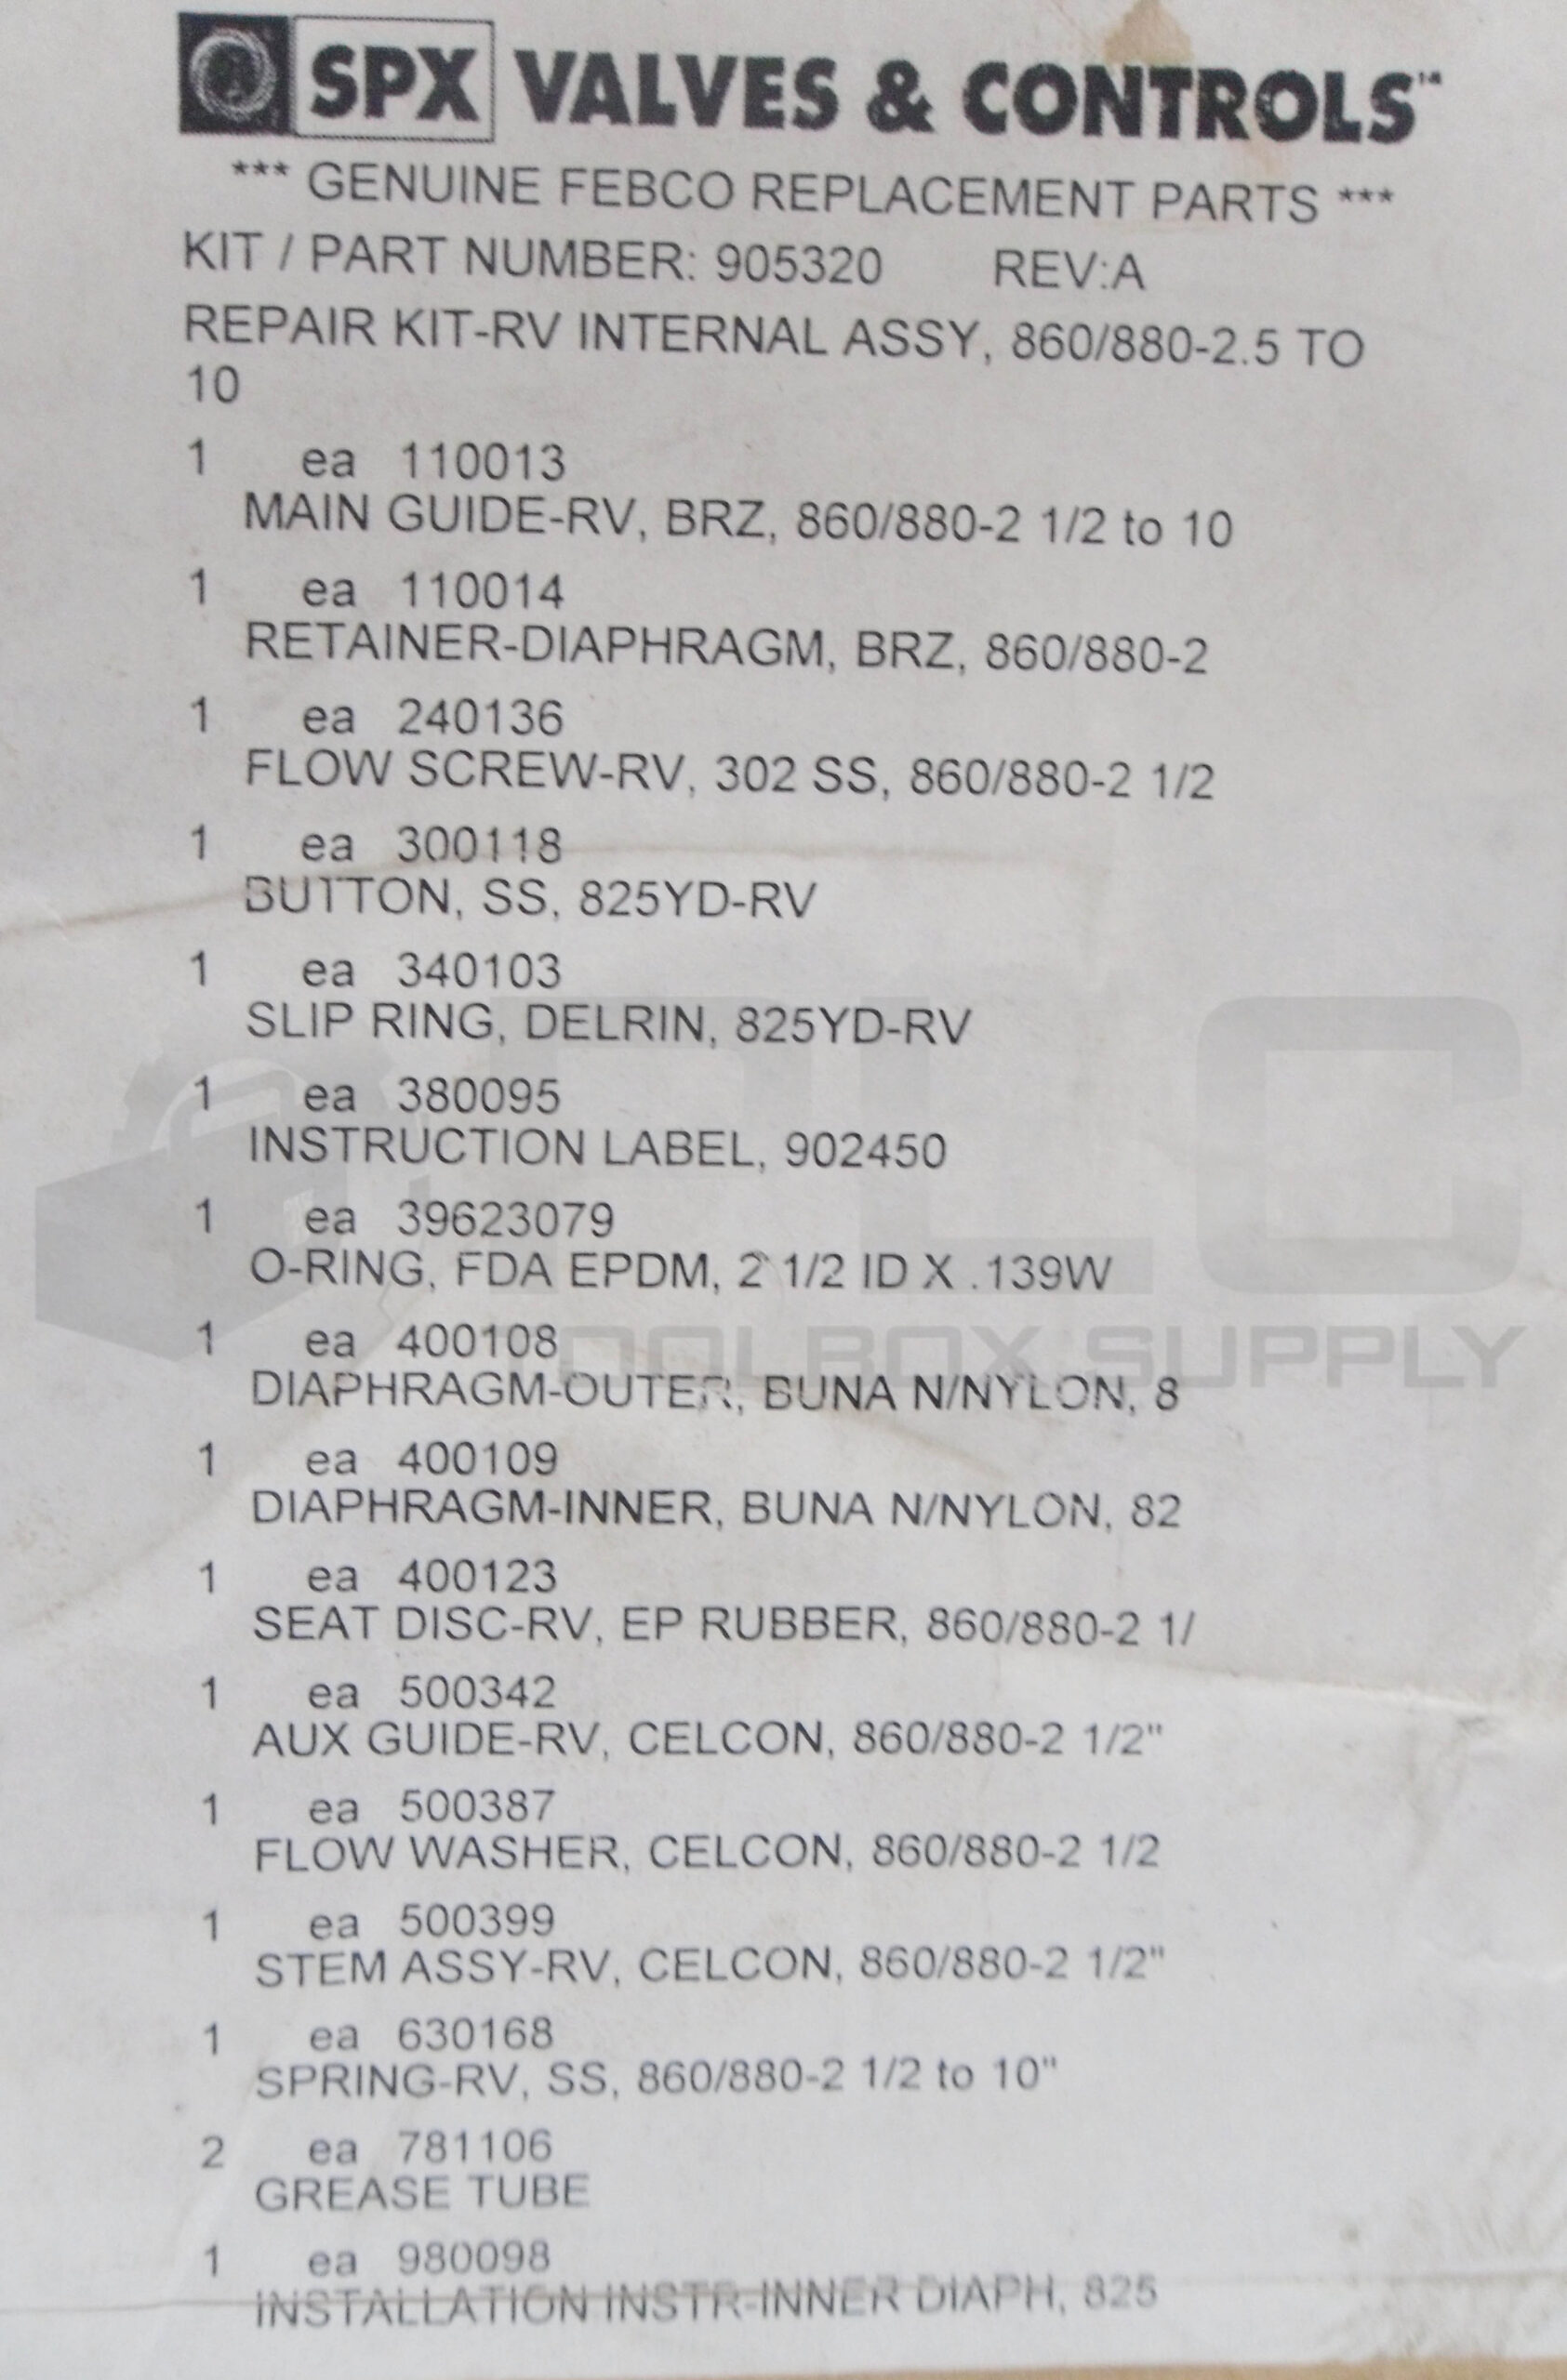 SPX VALVES & CONTROLS™
*** GENUINE FEBCO REPLACEMENT PARTS ***
KIT / PART NUMBER: 905320 REV:A
REPAIR KIT-RV INTERNAL ASSY, 860/880-2.5 TO
10
1 ea 110013
MAIN GUIDE-RV, BRZ, 860/880-2 1/2 to 10
1 ea 110014
RETAINER-DIAPHRAGM, BRZ, 860/880-2
1 ea 240136
FLOW SCREW-RV, 302 SS, 860/880-2 1/2
1 ea 300118
BUTTON, SS, 825YD-RV
1 ea 340103
SLIP RING, DELRIN, 825YD-RV
1 ea 380095
INSTRUCTION LABEL, 902450
1 ea 39623079
O-RING, FDA EPDM, 2 1/2 ID X .139W
1 ea 400108
DIAPHRAGM-OUTER, BUNA N/NYLON, 8
1 ea 400109
DIAPHRAGM-INNER, BUNA N/NYLON, 82
1 ea 400123
SEAT DISC-RV, EP RUBBER, 860/880-2 1/
1 ea 500342
AUX GUIDE-RV, CELCON, 860/880-2 1/2"
1 ea 500387
FLOW WASHER, CELCON, 860/880-2 1/2
1 ea 500399
STEM ASSY-RV, CELCON, 860/880-2 1/2"
1 ea 630168
SPRING-RV, SS, 860/880-2 1/2 to 10"
2 ea 781106
GREASE TUBE
1 ea 980098
INSTALLATION INSTR-INNER DIAPH, 825
PLC
TOOLBOX SUPPLY